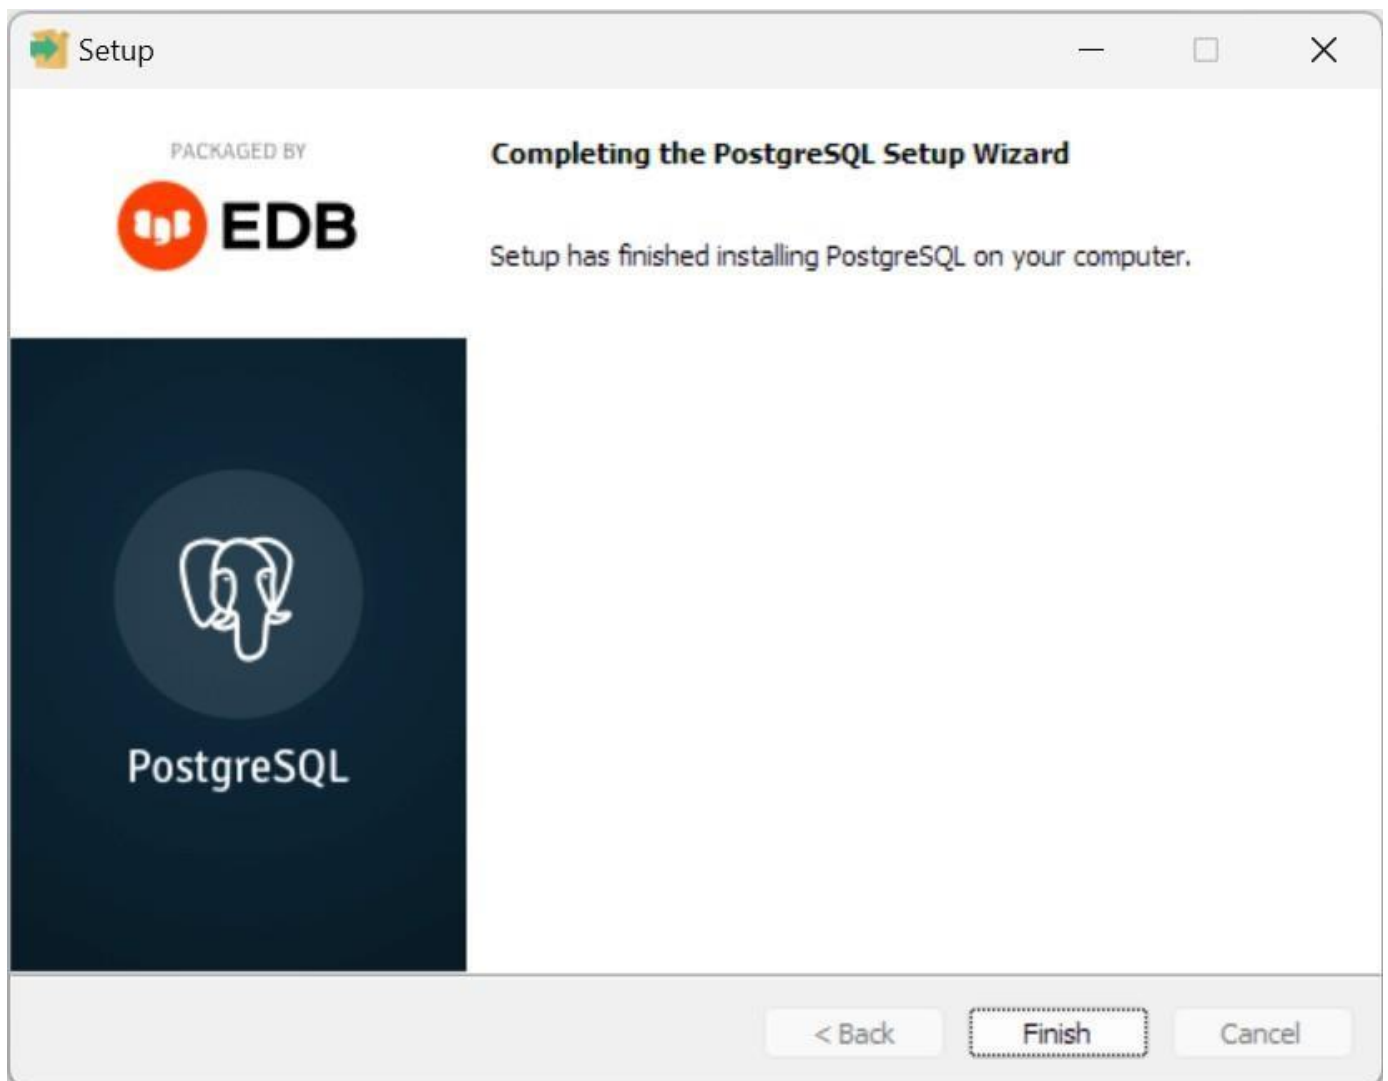 Setup
PACKAGED BY
EDB
Completing the PostgreSQL Setup Wizard
Setup has finished installing PostgreSQL on your computer.
PostgreSQL
< Back
Finish
Cancel